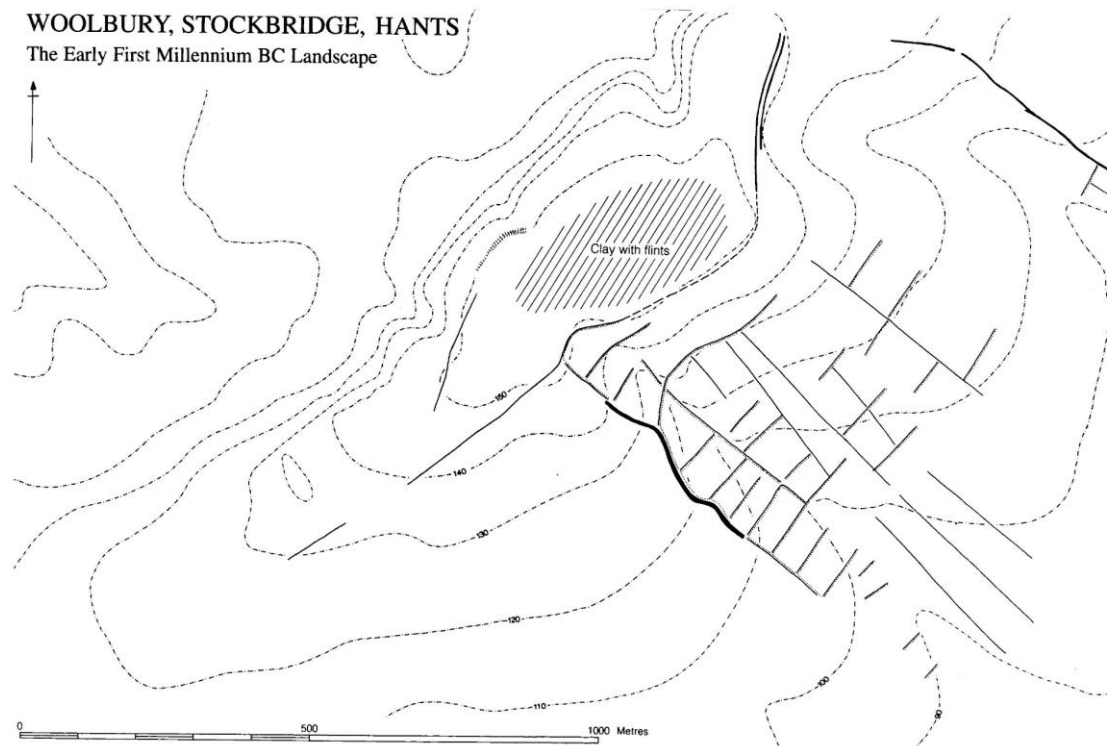 WOOLBURY, STOCKBRIDGE, HANTS
The Early First Millennium BC Landscape
Clay with flints
150
140
130
120
110
100
90
0 500 1000 Metres